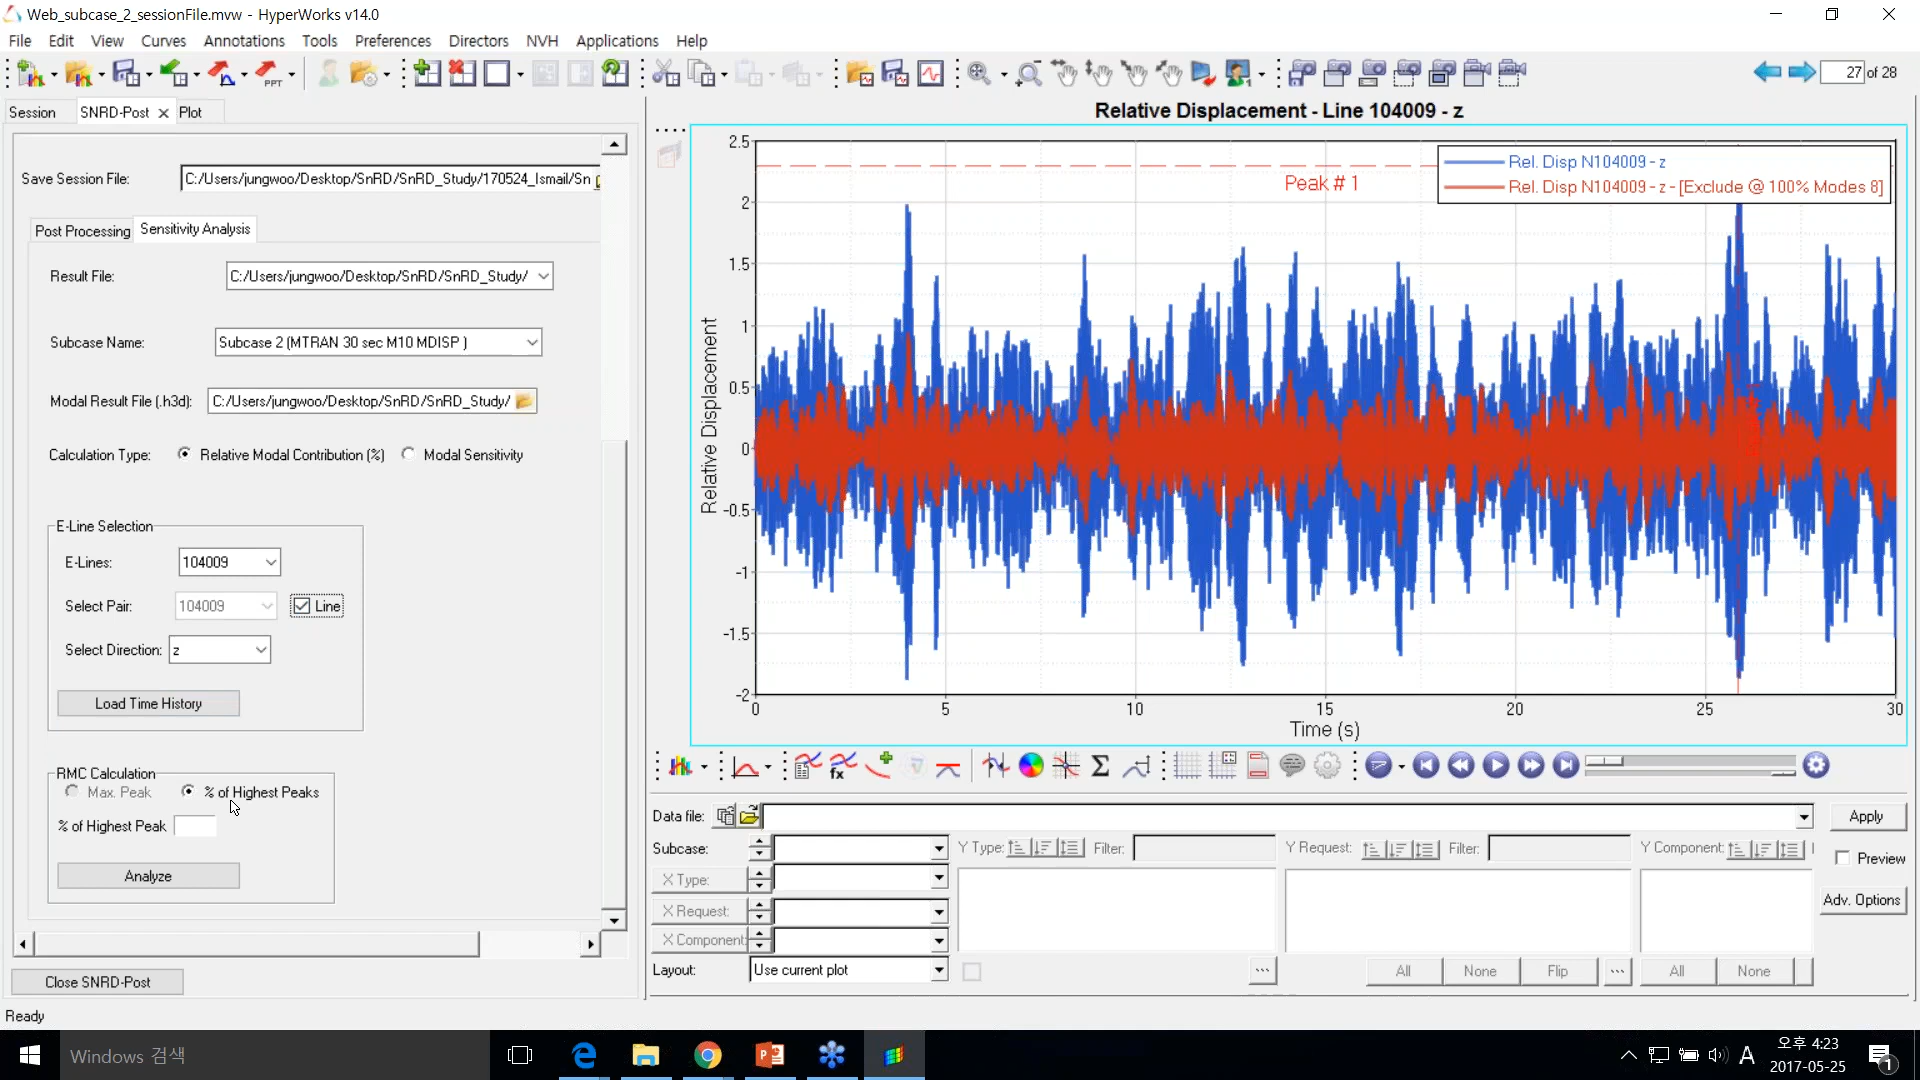 Web_subcase_2_sessionFile.mvw - HyperWorks v14.0
File Edit View Curves Annotations Tools Preferences Directors NVH Applications Help
PPT
27 of 28
Session SNRD-Post Plot
Save Session File: C:/Users/jungwoo/Desktop/SnRD/SnRD_Study/170524_Ismail/Sn
Post Processing Sensitivity Analysis
Result File: C:/Users/jungwoo/Desktop/SnRD/SnRD_Study/
Subcase Name: Subcase 2 (MTRAN 30 sec M10 MDISP )
Modal Result File (.h3d): C:/Users/jungwoo/Desktop/SnRD/SnRD_Study/
Calculation Type: Relative Modal Contribution (%) Modal Sensitivity
E-Line Selection
E-Lines: 104009
Select Pair: 104009 Line
Select Direction: z
Load Time History
RMC Calculation
Max. Peak % of Highest Peaks
% of Highest Peak
Analyze
Close SNRD-Post
Ready
Relative Displacement - Line 104009 - z
Rel. Disp N104009 - z
Rel. Disp N104009 - z - [Exclude @ 100% Modes 8]
Peak # 1
Relative Displacement
2.5
2
1.5
1
0.5
0
-0.5
-1
-1.5
-2
0 5 10 15 20 25 30
Time (s)
fx Σ
Data file: Apply
Subcase: Y Type: Filter: Y Request: Filter: Y Component: Preview
X Type:
X Request: Adv. Options
X Component:
Layout: Use current plot ... All None Flip ... All None
Windows 검색
A 오후 4:23
2017-05-25
1